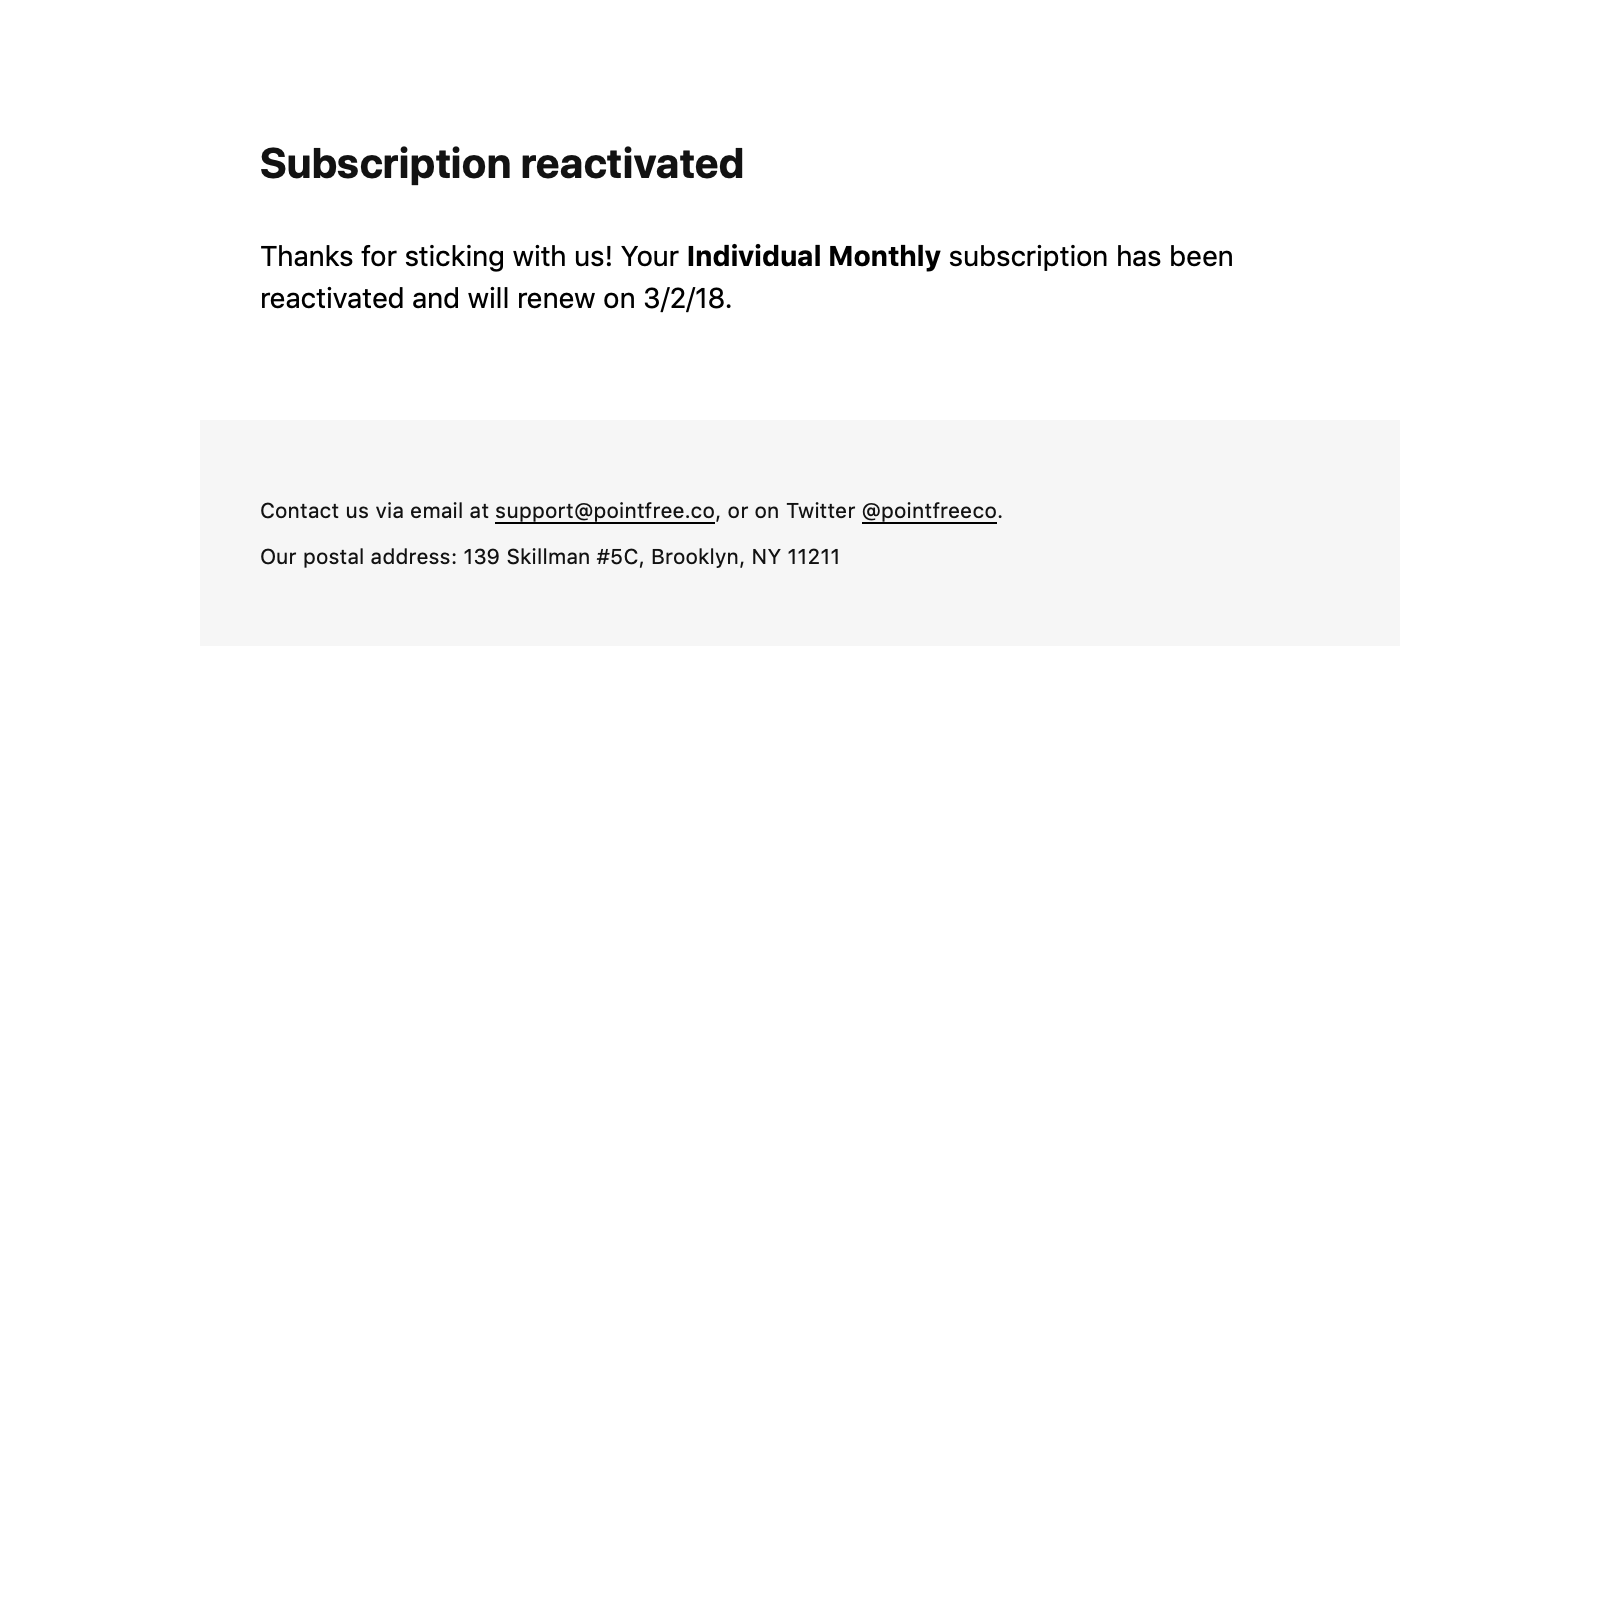 Subscription reactivated
Thanks for sticking with us! Your Individual Monthly subscription has been
reactivated and will renew on 3/2/18.
Contact us via email at support@pointfree.co, or on Twitter @pointfreeco.
Our postal address: 139 Skillman #5C, Brooklyn, NY 11211